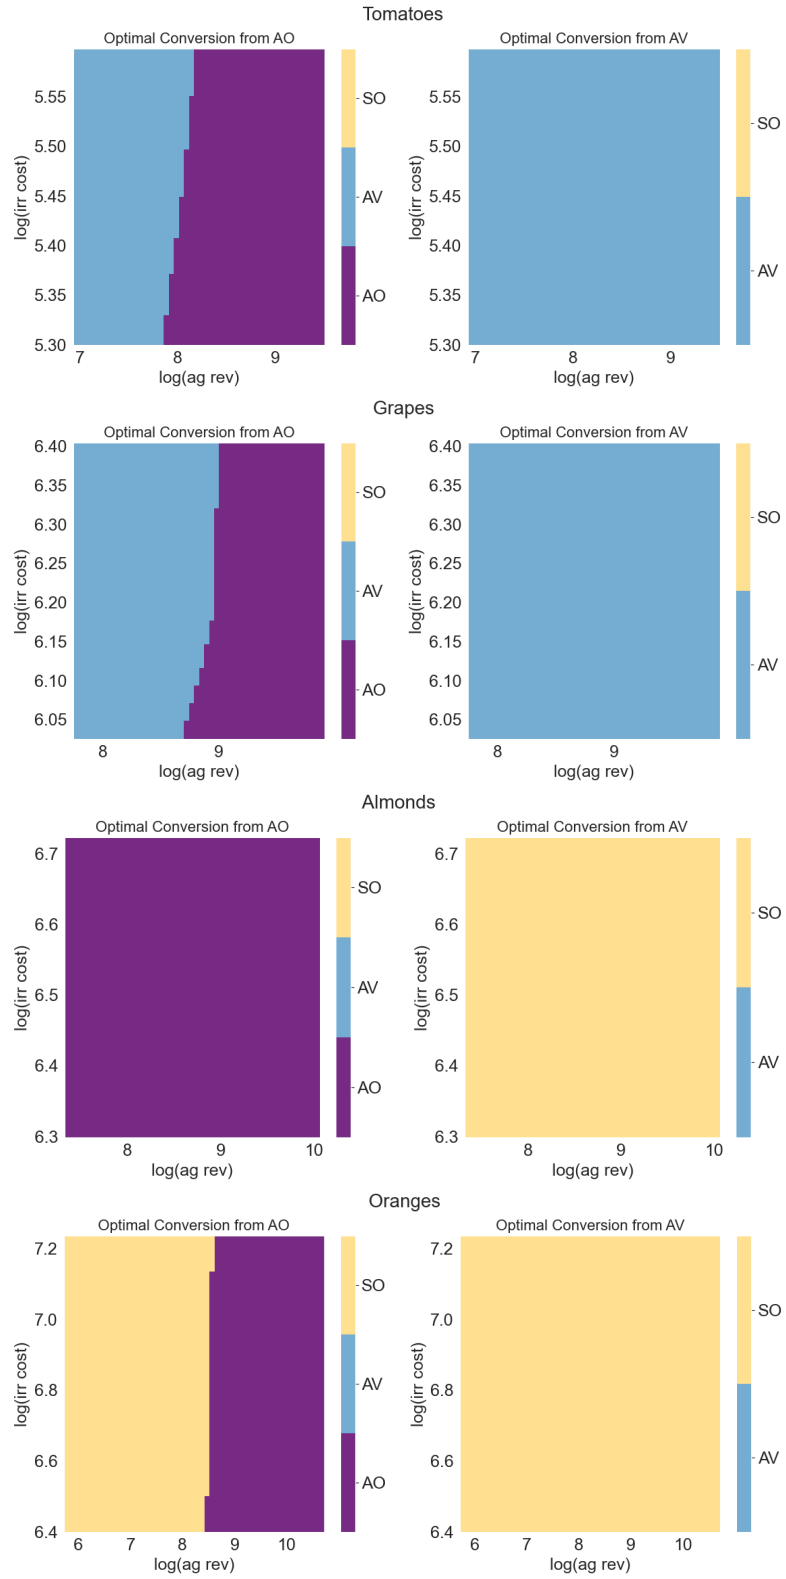 Tomatoes
Optimal Conversion from AO
Optimal Conversion from AV
log(irr cost)
5.55
5.50
5.45
5.40
5.35
5.30
7 8 9
log(ag rev)
SO
AV
AO
log(irr cost)
5.55
5.50
5.45
5.40
5.35
5.30
7 8 9
log(ag rev)
SO
AV
Grapes
Optimal Conversion from AO
Optimal Conversion from AV
log(irr cost)
6.40
6.35
6.30
6.25
6.20
6.15
6.10
6.05
8 9
log(ag rev)
SO
AV
AO
log(irr cost)
6.40
6.35
6.30
6.25
6.20
6.15
6.10
6.05
8 9
log(ag rev)
SO
AV
Almonds
Optimal Conversion from AO
Optimal Conversion from AV
log(irr cost)
6.7
6.6
6.5
6.4
6.3
8 9 10
log(ag rev)
SO
AV
AO
log(irr cost)
6.7
6.6
6.5
6.4
6.3
8 9 10
log(ag rev)
SO
AV
Oranges
Optimal Conversion from AO
Optimal Conversion from AV
log(irr cost)
7.2
7.0
6.8
6.6
6.4
6 7 8 9 10
log(ag rev)
SO
AV
AO
log(irr cost)
7.2
7.0
6.8
6.6
6.4
6 7 8 9 10
log(ag rev)
SO
AV